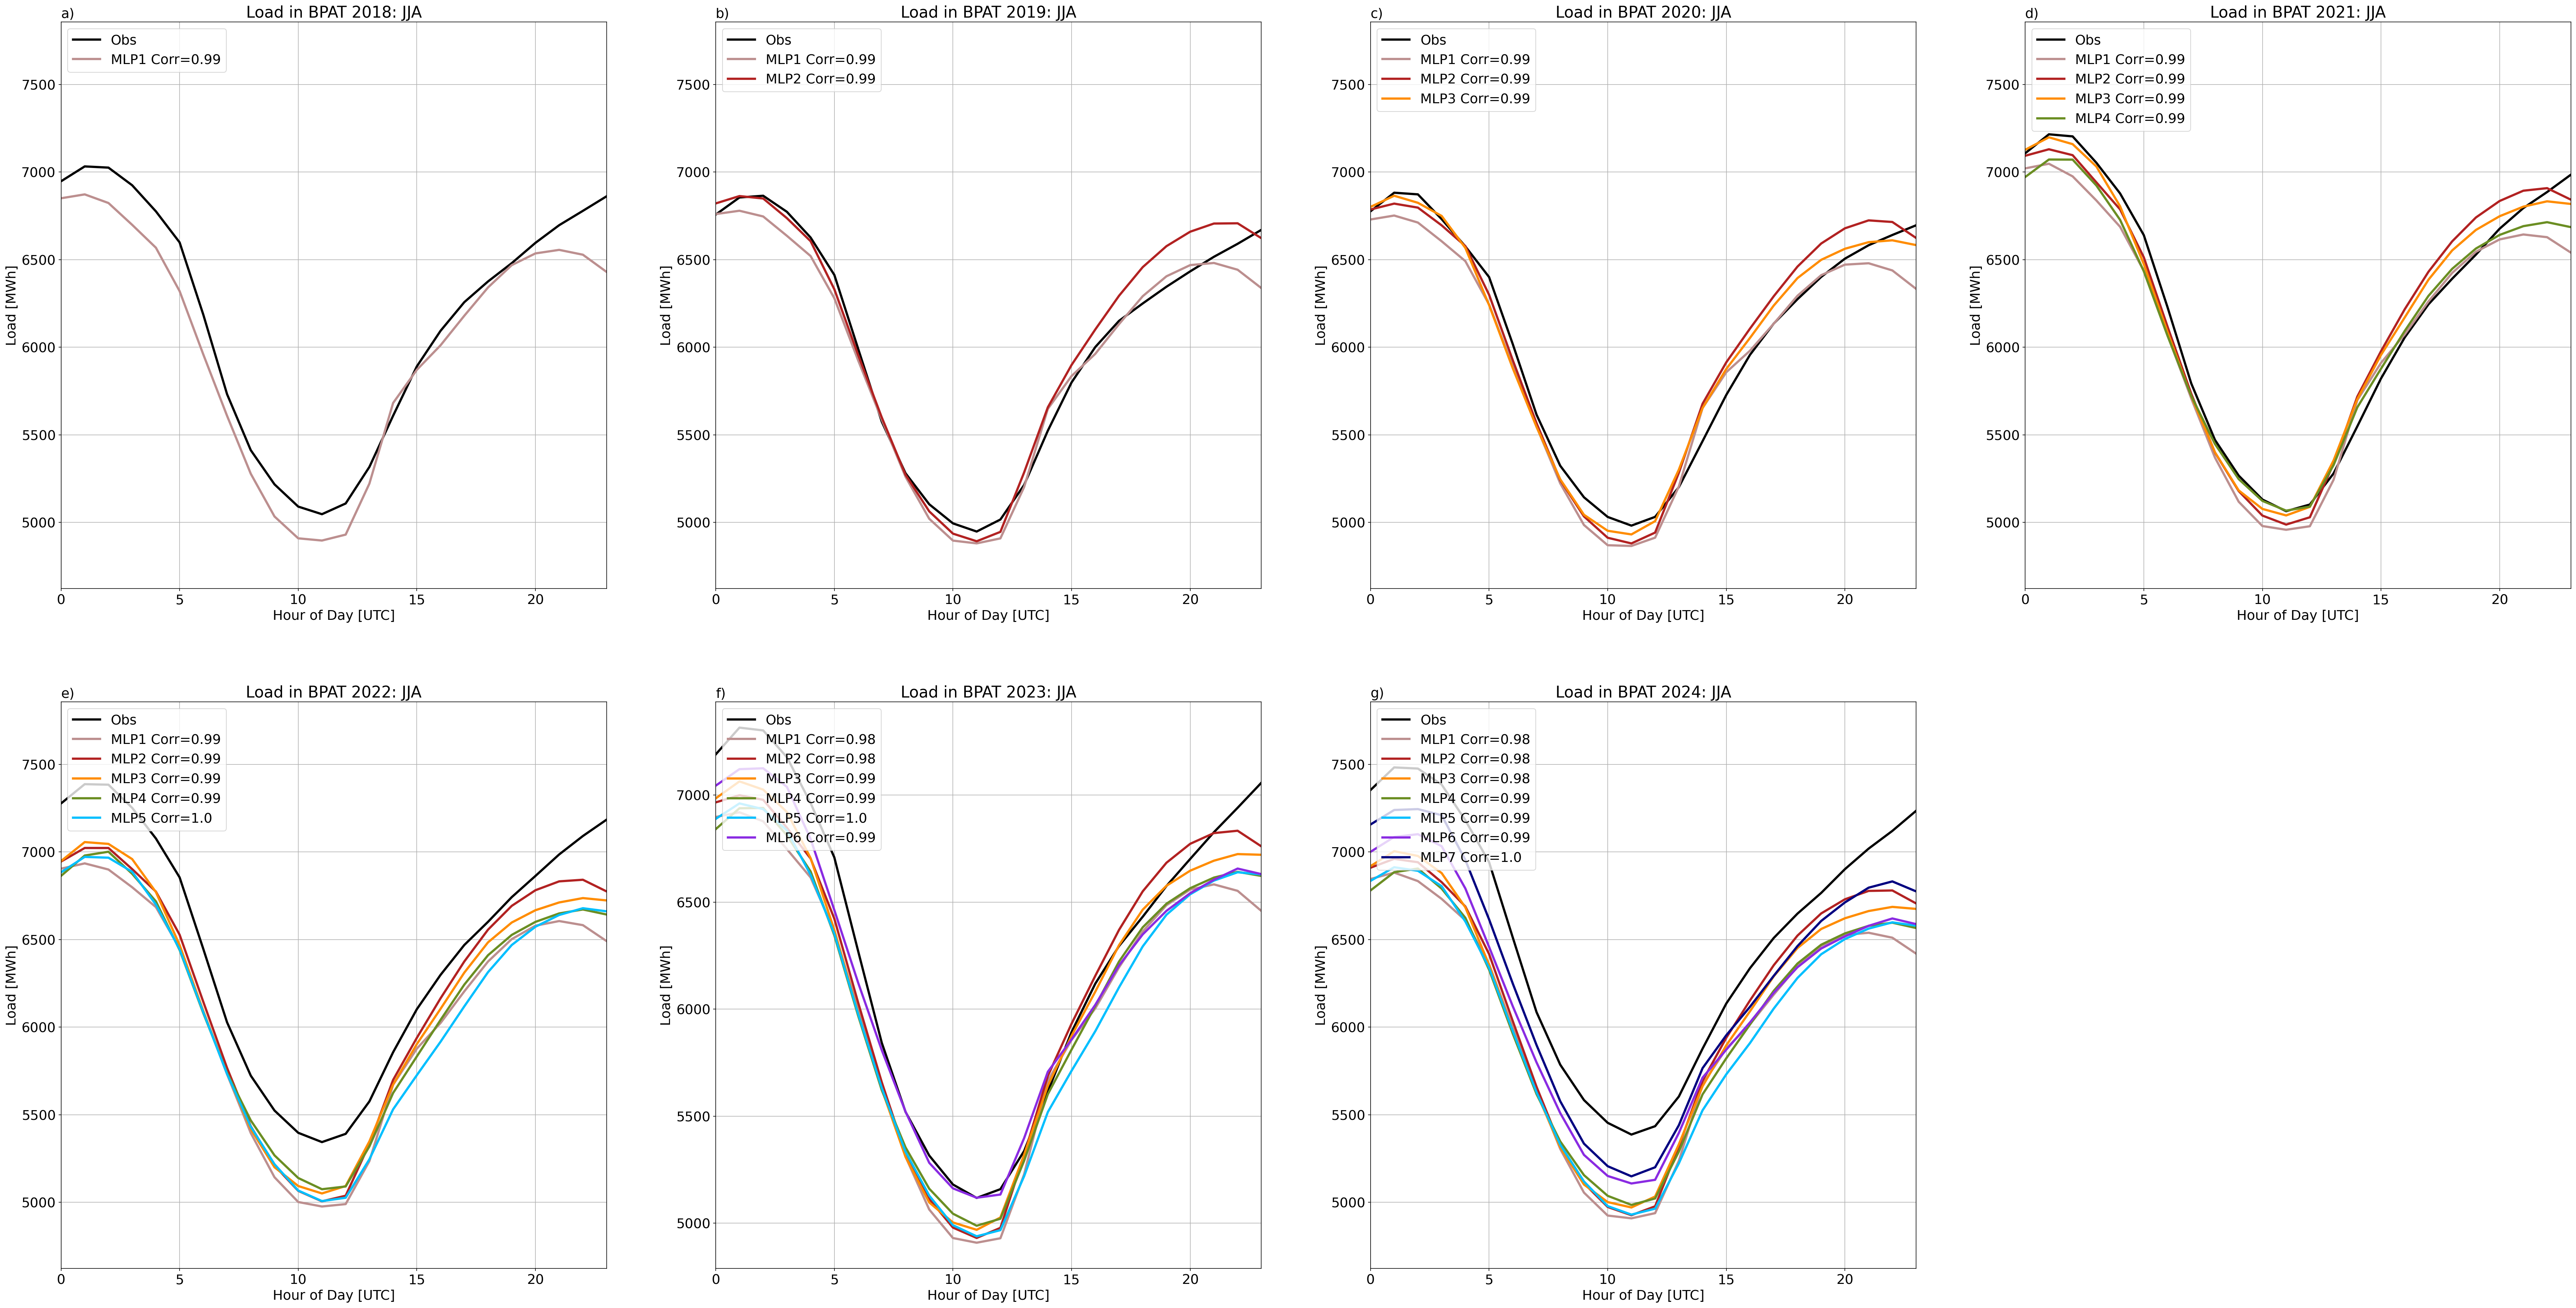 a) Load in BPAT 2018: JJA
Obs
MLP1 Corr=0.99
7500
7000
6500
6000
5500
5000
Load [MWh]
0 5 10 15 20
Hour of Day [UTC]
b) Load in BPAT 2019: JJA
Obs
MLP1 Corr=0.99
MLP2 Corr=0.99
7500
7000
6500
6000
5500
5000
Load [MWh]
0 5 10 15 20
Hour of Day [UTC]
c) Load in BPAT 2020: JJA
Obs
MLP1 Corr=0.99
MLP2 Corr=0.99
MLP3 Corr=0.99
7500
7000
6500
6000
5500
5000
Load [MWh]
0 5 10 15 20
Hour of Day [UTC]
d) Load in BPAT 2021: JJA
Obs
MLP1 Corr=0.99
MLP2 Corr=0.99
MLP3 Corr=0.99
MLP4 Corr=0.99
7500
7000
6500
6000
5500
5000
Load [MWh]
0 5 10 15 20
Hour of Day [UTC]
e) Load in BPAT 2022: JJA
Obs
MLP1 Corr=0.99
MLP2 Corr=0.99
MLP3 Corr=0.99
MLP4 Corr=0.99
MLP5 Corr=1.0
7500
7000
6500
6000
5500
5000
Load [MWh]
0 5 10 15 20
Hour of Day [UTC]
f) Load in BPAT 2023: JJA
Obs
MLP1 Corr=0.98
MLP2 Corr=0.98
MLP3 Corr=0.99
MLP4 Corr=0.99
MLP5 Corr=1.0
MLP6 Corr=0.99
7000
6500
6000
5500
5000
Load [MWh]
0 5 10 15 20
Hour of Day [UTC]
g) Load in BPAT 2024: JJA
Obs
MLP1 Corr=0.98
MLP2 Corr=0.98
MLP3 Corr=0.98
MLP4 Corr=0.99
MLP5 Corr=0.99
MLP6 Corr=0.99
MLP7 Corr=1.0
7500
7000
6500
6000
5500
5000
Load [MWh]
0 5 10 15 20
Hour of Day [UTC]